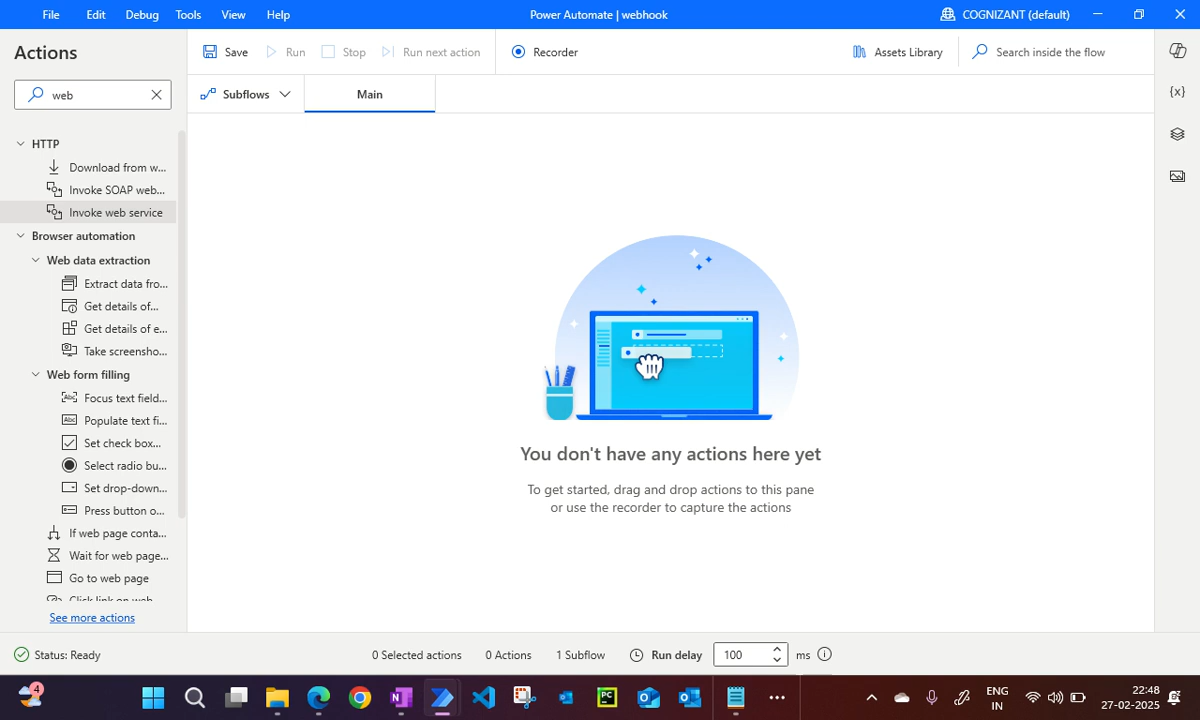 File Edit Debug Tools View Help
Power Automate | webhook
COGNIZANT (default)
Actions
Save Run Stop Run next action
Recorder
Assets Library
Search inside the flow
web
Subflows
Main
HTTP
Download from w...
Invoke SOAP web...
Invoke web service
Browser automation
Web data extraction
Extract data fro...
Get details of...
Get details of e...
Take screensho...
Web form filling
Focus text field...
Populate text fi...
Set check box...
Select radio bu...
Set drop-down...
Press button o...
If web page conta...
Wait for web page...
Go to web page
Click link on web
See more actions
{x}
You don't have any actions here yet
To get started, drag and drop actions to this pane
or use the recorder to capture the actions
Status: Ready
0 Selected actions
0 Actions
1 Subflow
Run delay
100
ms
4
PC
ENG
IN
22:48
27-02-2025